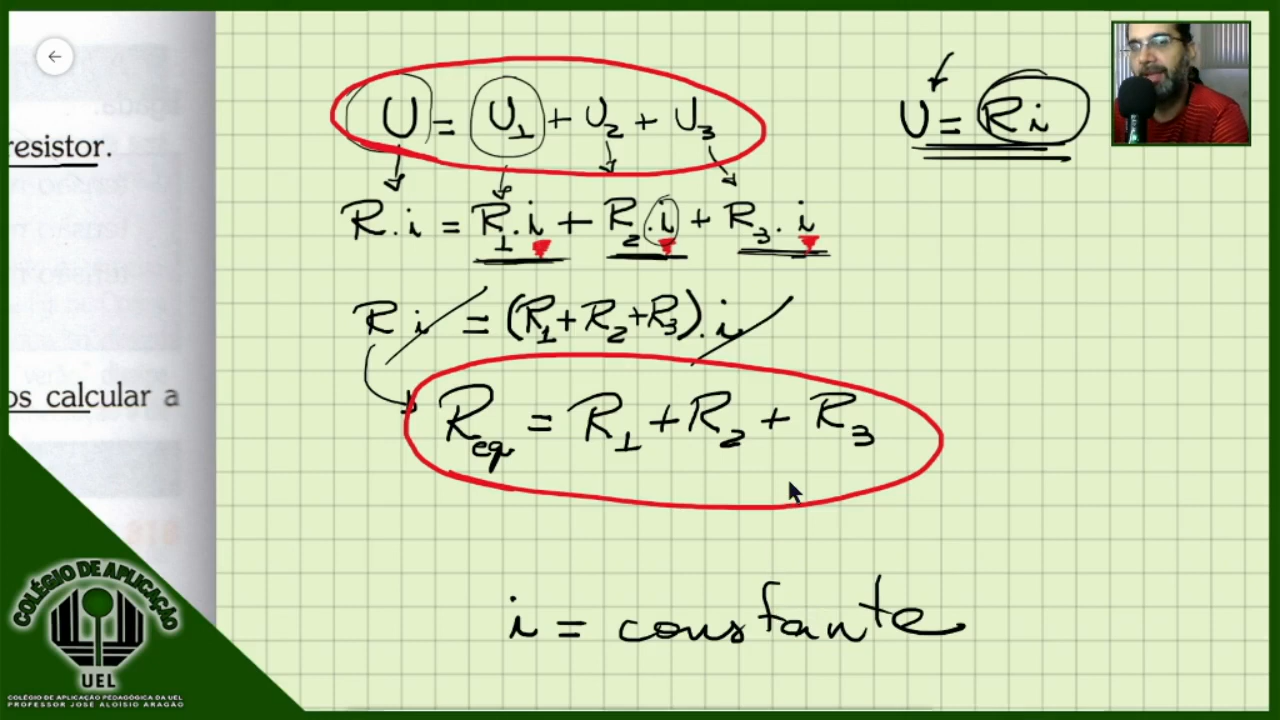 resistor.
os calcular a
U = U₁ + U₂ + U₃
U = Ri
R.i = R₁.i + R₂.i + R₃.i
Ri = (R₁+R₂+R₃).i
Req = R₁ + R₂ + R₃
i = constante
COLÉGIO DE APLICAÇÃO
UEL
COLÉGIO DE APLICAÇÃO PEDAGÓGICA DA UEL
PROFESSOR JOSÉ ALOÍSIO ARAGÃO